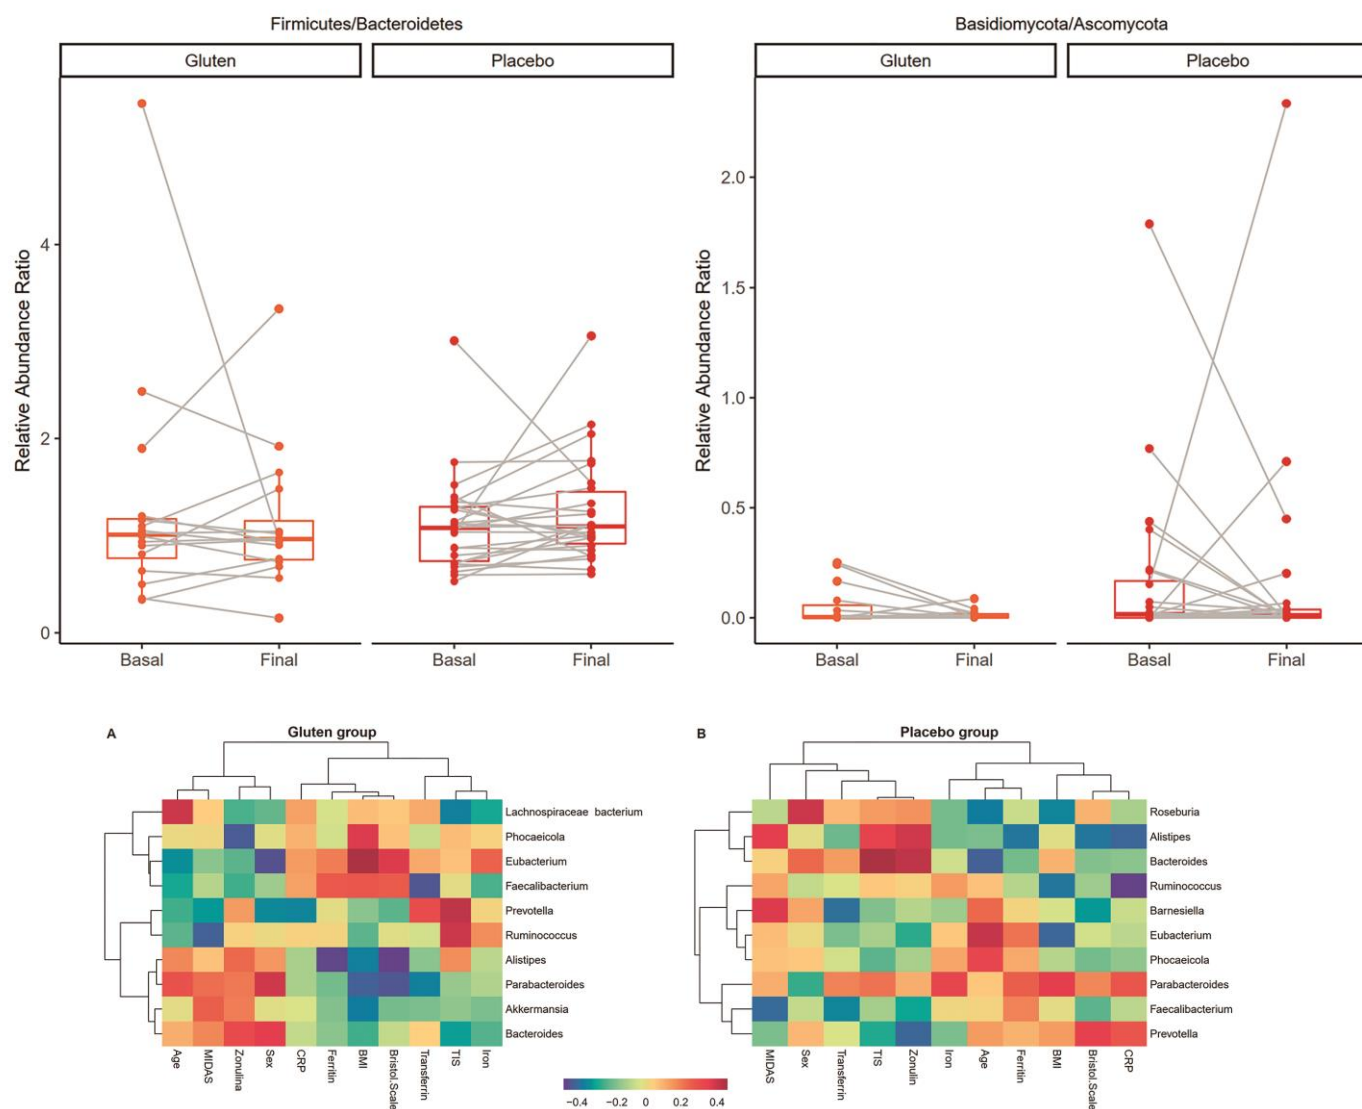 Firmicutes/Bacteroidetes
Basidiomycota/Ascomycota
Gluten
Placebo
Gluten
Placebo
Relative Abundance Ratio
4
2
0
Basal
Final
Basal
Final
Relative Abundance Ratio
2.0
1.5
1.0
0.5
0.0
Basal
Final
Basal
Final
A
Gluten group
Lachnospiraceae bacterium
Phocaeicola
Eubacterium
Faecalibacterium
Prevotella
Ruminococcus
Alistipes
Parabacteroides
Akkermansia
Bacteroides
Age
MIDAS
Zonulina
Sex
CRP
Ferritin
BMI
Bristol.Scale
Transferrin
TIS
Iron
B
Placebo group
Roseburia
Alistipes
Bacteroides
Ruminococcus
Barnesiella
Eubacterium
Phocaeicola
Parabacteroides
Faecalibacterium
Prevotella
MIDAS
Sex
Transferrin
TIS
Zonulin
Iron
Age
Ferritin
BMI
Bristol.Scale
CRP
−0.4 −0.2 0 0.2 0.4